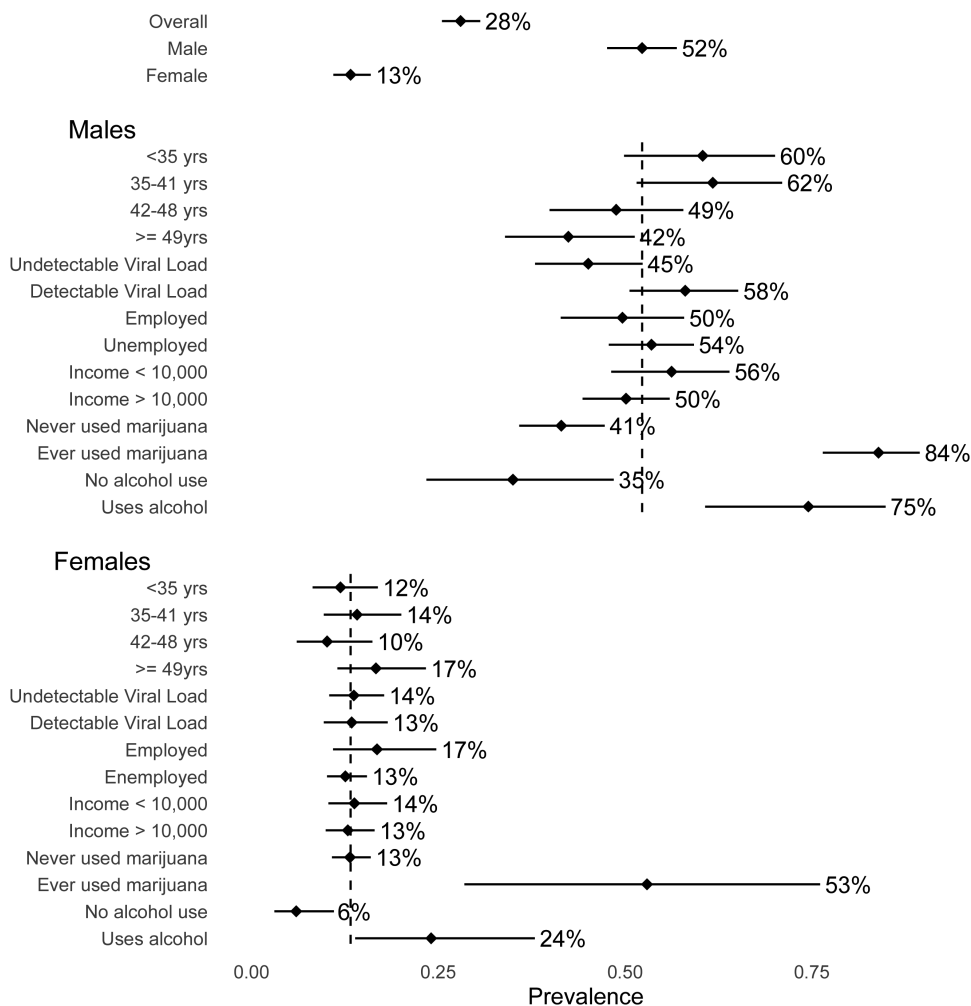 Overall 28%
Male 52%
Female 13%
Males
<35 yrs 60%
35-41 yrs 62%
42-48 yrs 49%
>= 49yrs 42%
Undetectable Viral Load 45%
Detectable Viral Load 58%
Employed 50%
Unemployed 54%
Income < 10,000 56%
Income > 10,000 50%
Never used marijuana 41%
Ever used marijuana 84%
No alcohol use 35%
Uses alcohol 75%
Females
<35 yrs 12%
35-41 yrs 14%
42-48 yrs 10%
>= 49yrs 17%
Undetectable Viral Load 14%
Detectable Viral Load 13%
Employed 17%
Enemployed 13%
Income < 10,000 14%
Income > 10,000 13%
Never used marijuana 13%
Ever used marijuana 53%
No alcohol use 6%
Uses alcohol 24%
0.00 0.25 0.50 0.75
Prevalence